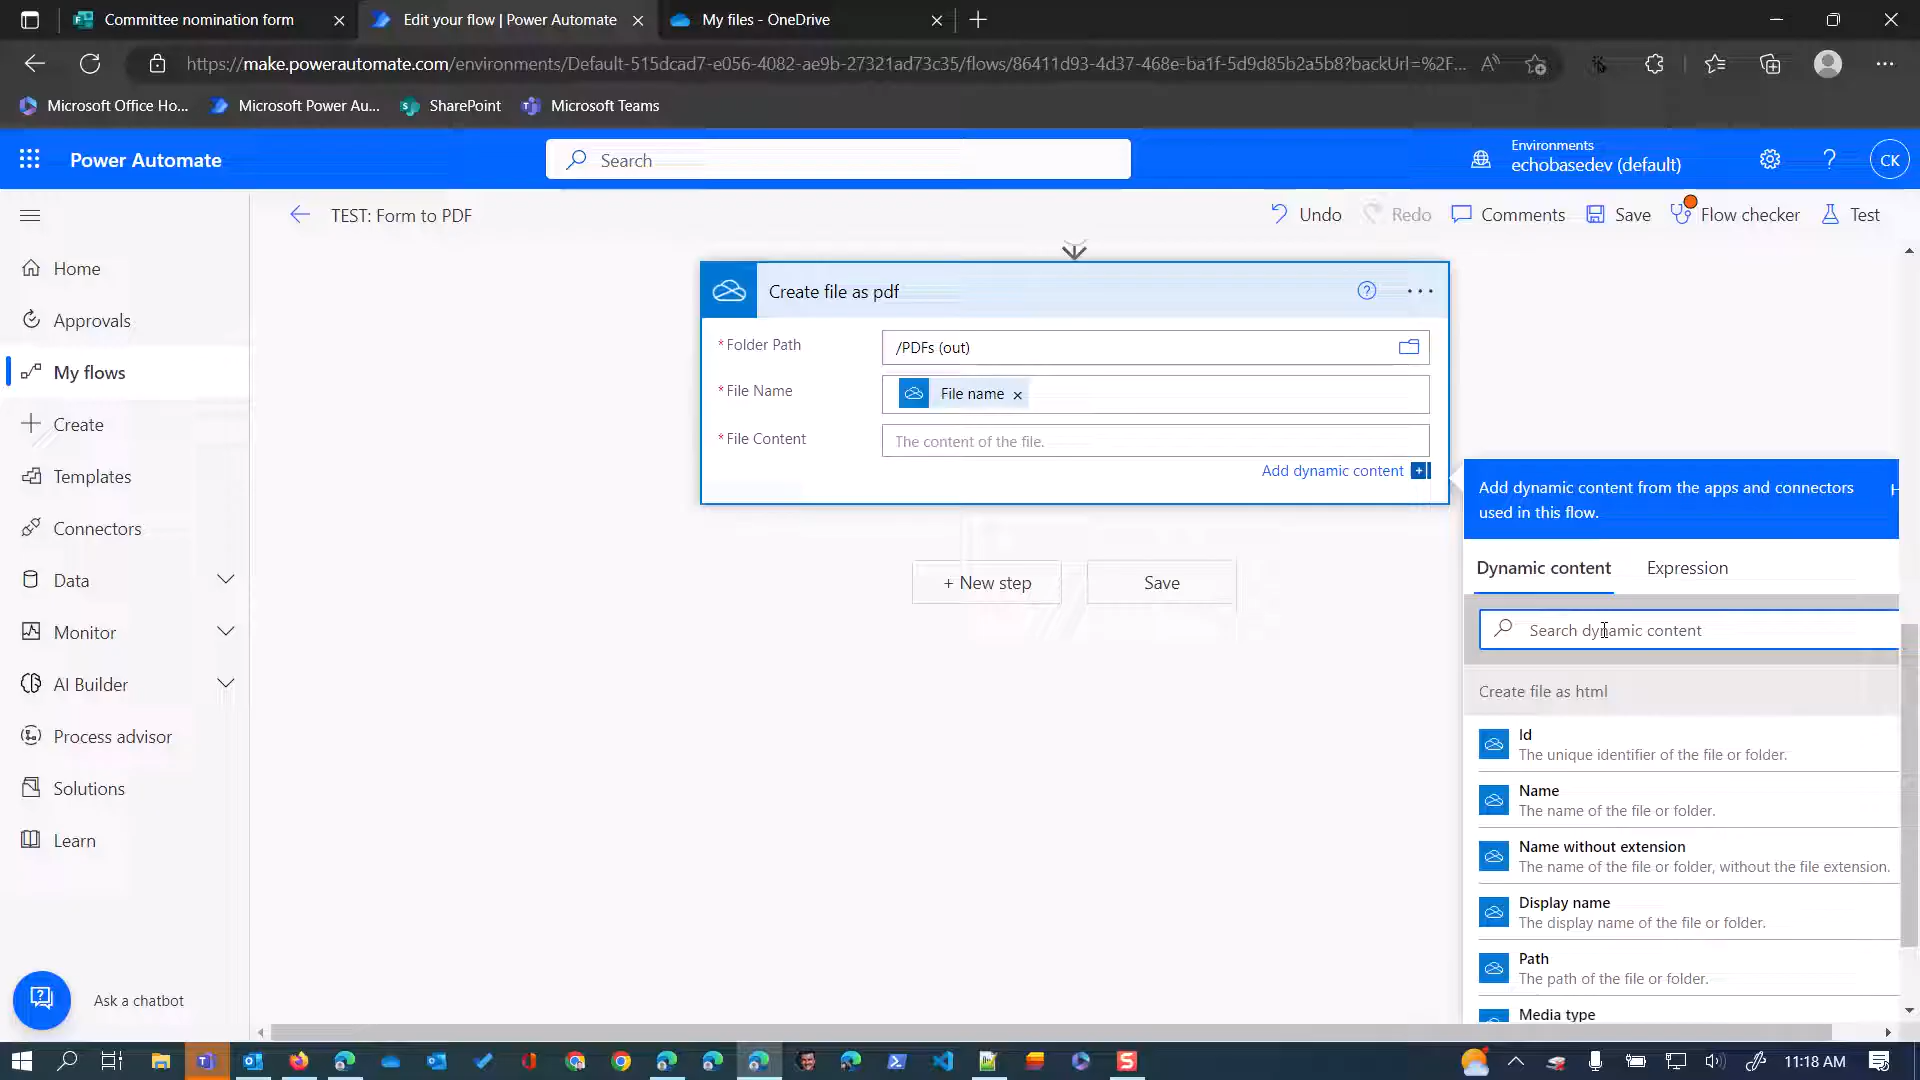 Committee nomination form
Edit your flow | Power Automate
My files - OneDrive
https://make.powerautomate.com/environments/Default-515dcad7-e056-4082-ae9b-27321ad73c35/flows/86411d93-4d37-468e-ba1f-5d9d85b2a5b8?backUrl=%2F...
Microsoft Office Ho...
Microsoft Power Au...
SharePoint
Microsoft Teams
Power Automate
Search
Environments
echobasedev (default)
CK
TEST: Form to PDF
Undo
Redo
Comments
Save
Flow checker
Test
Home
Approvals
My flows
Create
Templates
Connectors
Data
Monitor
AI Builder
Process advisor
Solutions
Learn
Ask a chatbot
Create file as pdf
* Folder Path
/PDFs (out)
* File Name
File name
* File Content
The content of the file.
Add dynamic content
+ New step
Save
Add dynamic content from the apps and connectors
used in this flow.
Dynamic content
Expression
Search dynamic content
Create file as html
Id
The unique identifier of the file or folder.
Name
The name of the file or folder.
Name without extension
The name of the file or folder, without the file extension.
Display name
The display name of the file or folder.
Path
The path of the file or folder.
Media type
11:18 AM